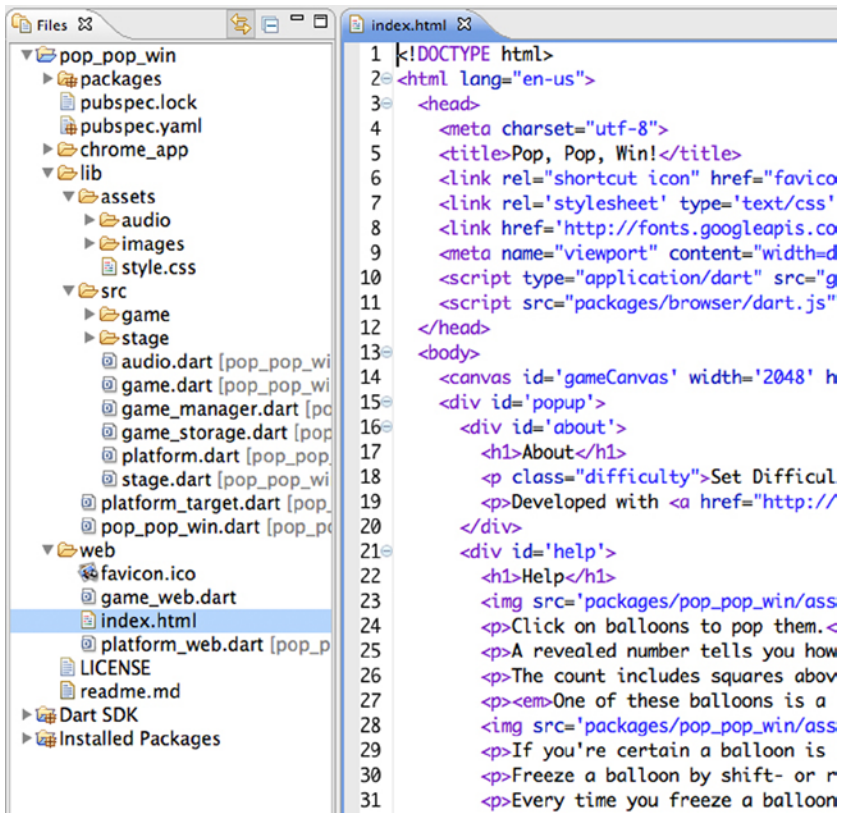 Files
pop_pop_win
packages
pubspec.lock
pubspec.yaml
chrome_app
lib
assets
audio
images
style.css
src
game
stage
audio.dart [pop_pop_wi
game.dart [pop_pop_wi
game_manager.dart [po
game_storage.dart [pop
platform.dart [pop_pop_
stage.dart [pop_pop_wi
platform_target.dart [pop_
pop_pop_win.dart [pop_po
web
favicon.ico
game_web.dart
index.html
platform_web.dart [pop_p
LICENSE
readme.md
Dart SDK
Installed Packages
index.html
1 <!DOCTYPE html>
2 <html lang="en-us">
3 <head>
4 <meta charset="utf-8">
5 <title>Pop, Pop, Win!</title>
6 <link rel="shortcut icon" href="favico
7 <link rel='stylesheet' type='text/css'
8 <link href='http://fonts.googleapis.co
9 <meta name="viewport" content="width=d
10 <script type="application/dart" src="g
11 <script src="packages/browser/dart.js"
12 </head>
13 <body>
14 <canvas id='gameCanvas' width='2048' h
15 <div id='popup'>
16 <div id='about'>
17 <h1>About</h1>
18 <p class="difficulty">Set Difficul
19 <p>Developed with <a href="http://
20 </div>
21 <div id='help'>
22 <h1>Help</h1>
23 <img src='packages/pop_pop_win/ass
24 <p>Click on balloons to pop them.<
25 <p>A revealed number tells you how
26 <p>The count includes squares abov
27 <p><em>One of these balloons is a
28 <img src='packages/pop_pop_win/ass
29 <p>If you're certain a balloon is
30 <p>Freeze a balloon by shift- or r
31 <p>Every time you freeze a balloon